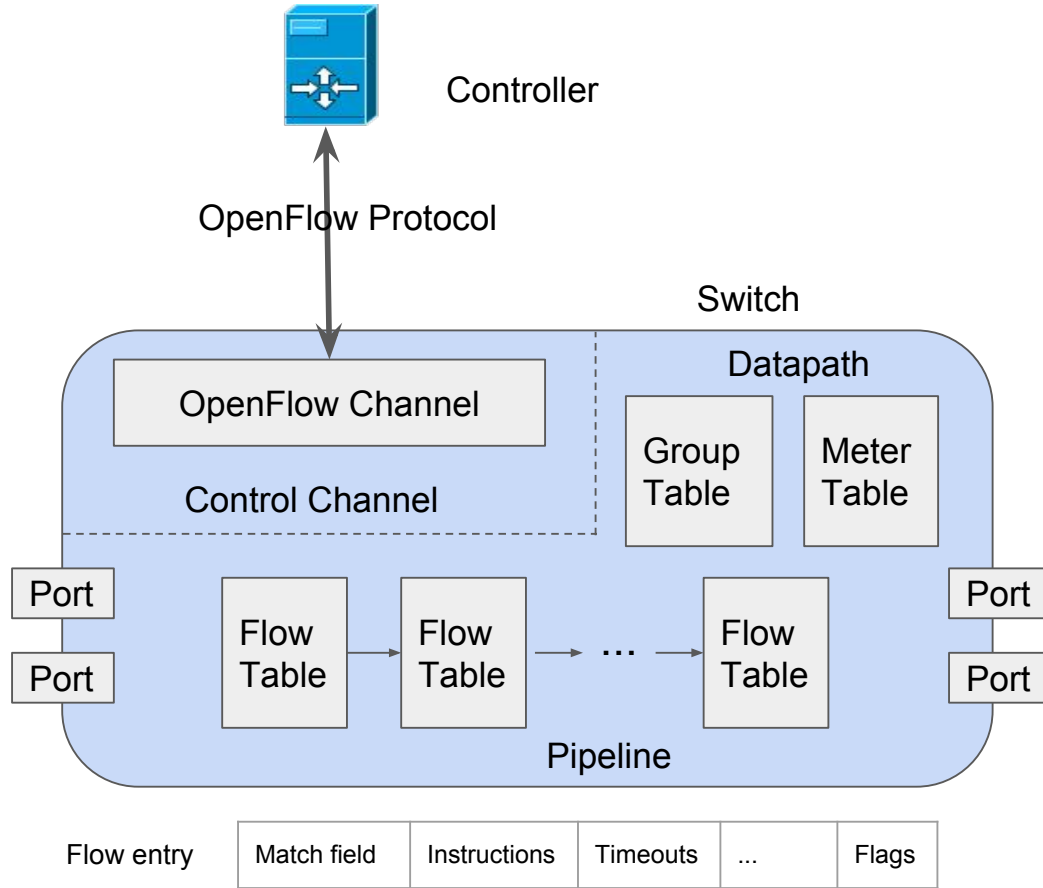 Controller
OpenFlow Protocol
Switch
Datapath
OpenFlow Channel
Group
Table
Meter
Table
Control Channel
Port
Port
Flow
Table
Flow
Table
...
Flow
Table
Port
Port
Pipeline
Flow entry
Match field
Instructions
Timeouts
...
Flags